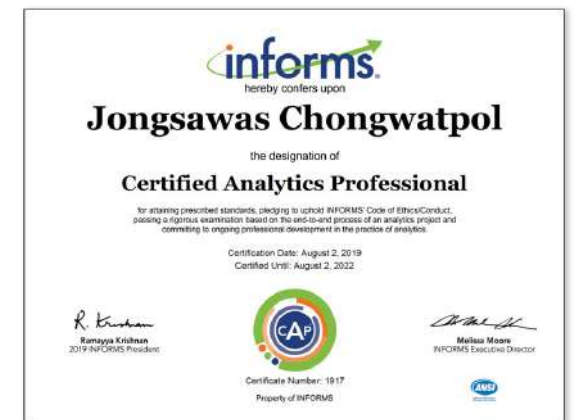 informs.
hereby confers upon
Jongsawas Chongwatpol
the designation of
Certified Analytics Professional
for attaining prescribed standards, pledging to uphold INFORMS' Code of Ethics/Conduct,
passing a rigorous examination based on the end-to-end process of an analytics project and
committing to ongoing professional development in the practice of analytics.
Certification Date: August 2, 2019
Certified Until: August 2, 2022
R. Krishnan
Ramayya Krishnan
2019 INFORMS President
CAP
Melissa Moore
INFORMS Executive Director
Certificate Number: 1917
Property of INFORMS
ANSI